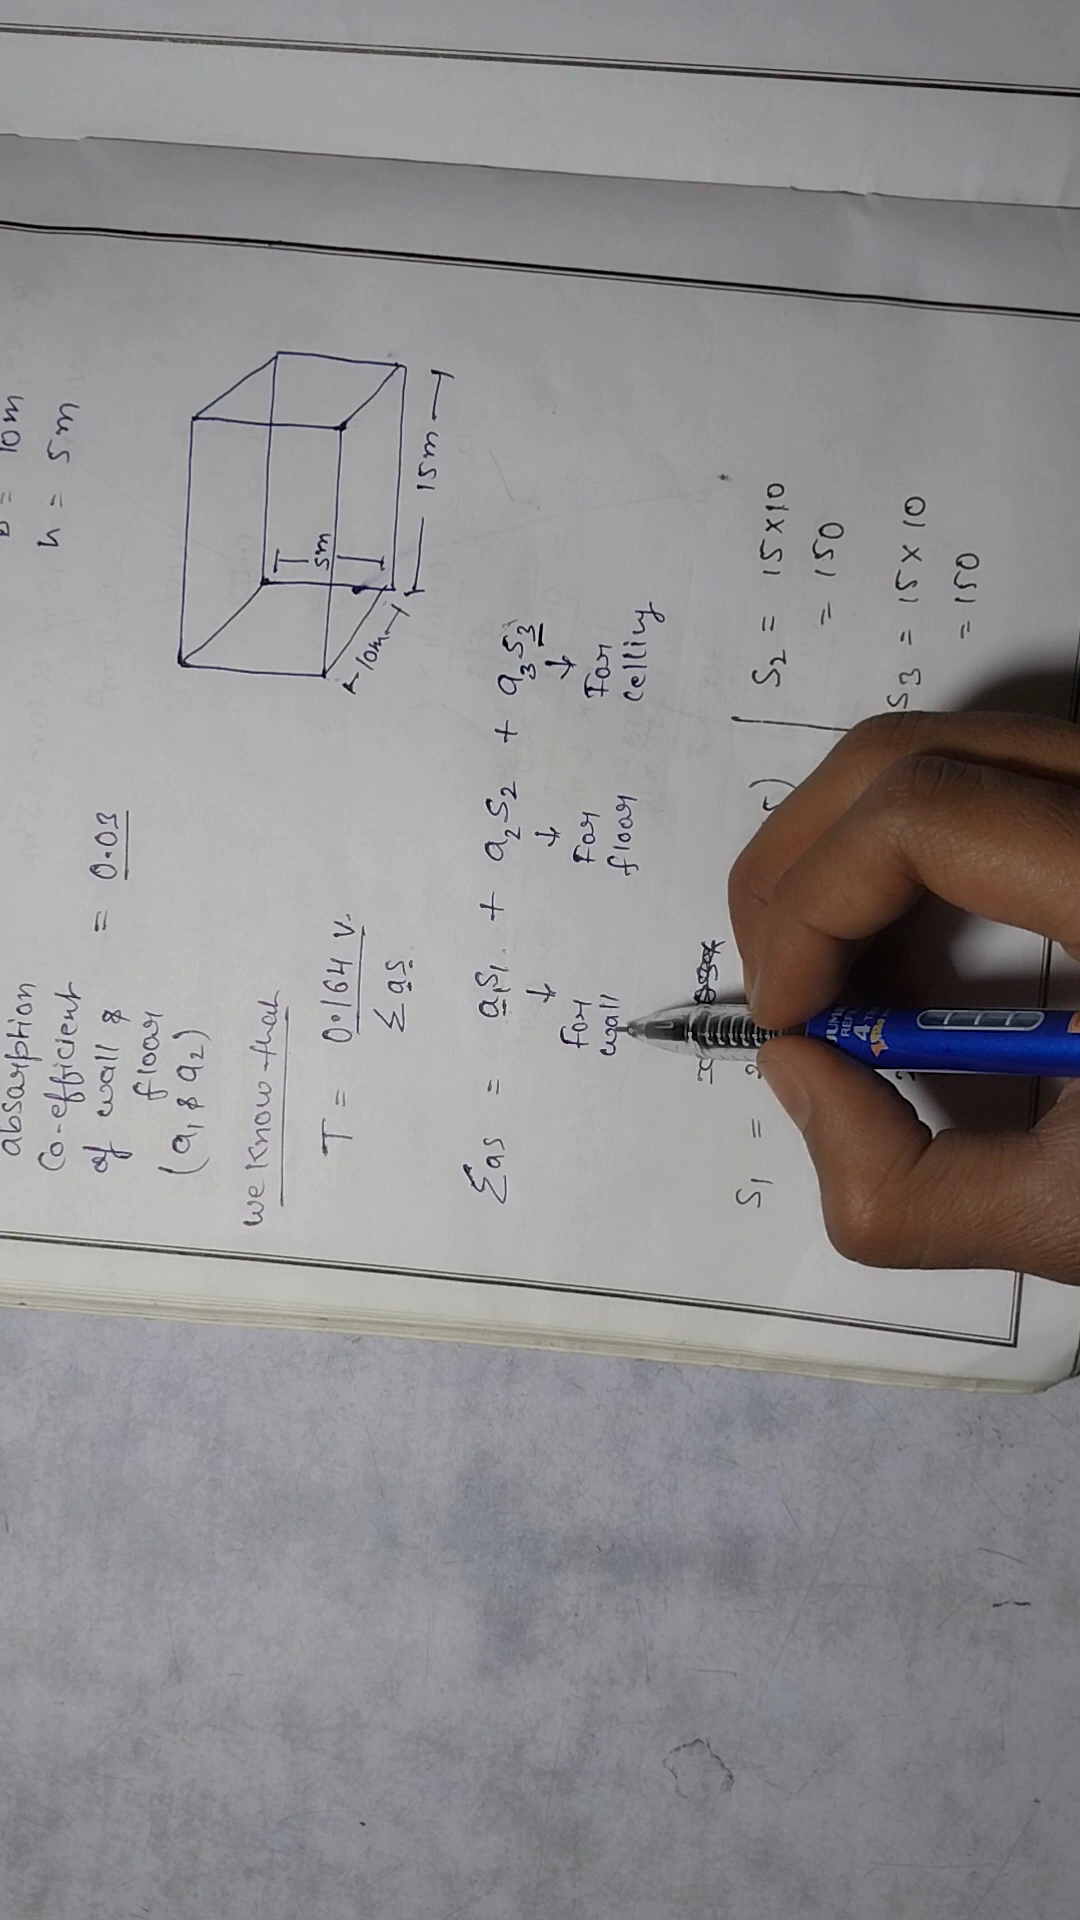 = 10m
h = 5m
absorption
Co-efficient
of wall &
floor
(a1 & a2)
= 0.03
5m
10m
15m
we know that
T = 0.164 V.
Σas.
Σas = a1S1. + a2S2 + a3S3
For
wall
For
floor
For
Celling
S1 =
S2 = 15×10
= 150
S3 = 15×10
= 150